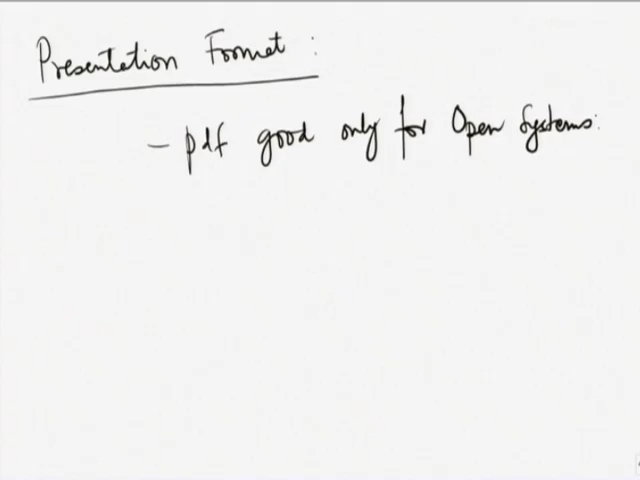 Presentation Format :
– pdf good only for Open Systems.